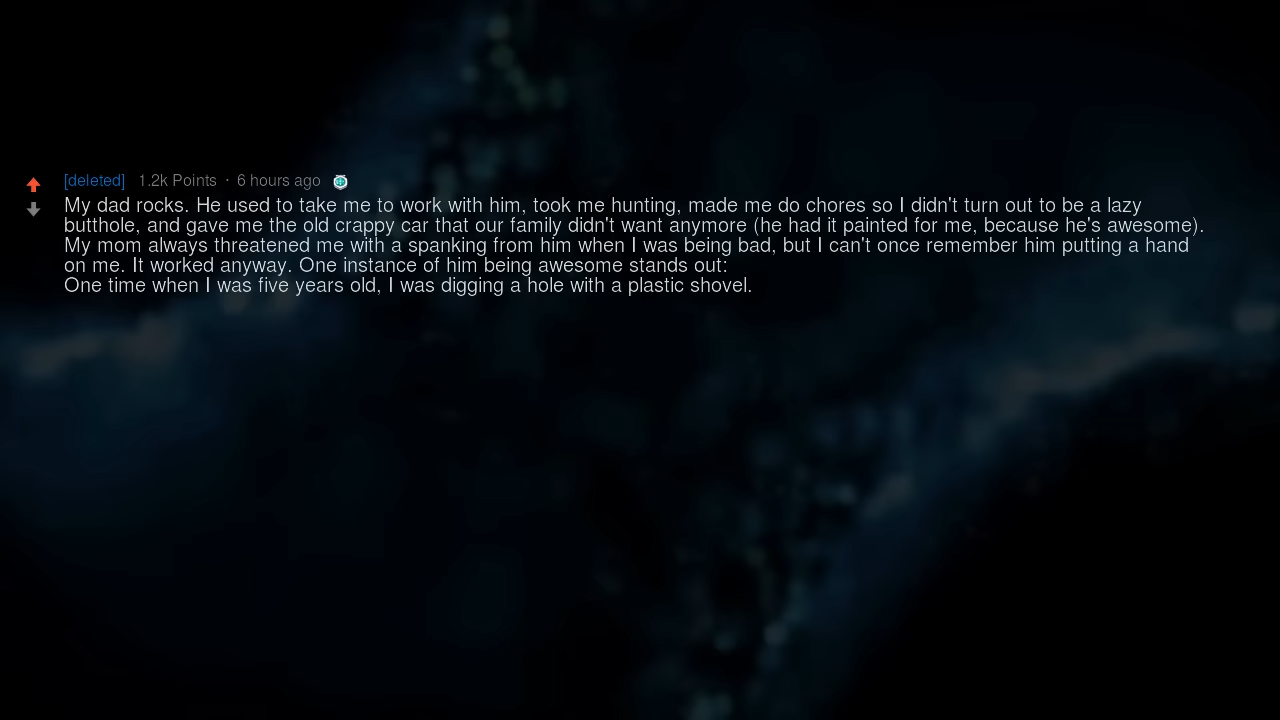 [deleted] 1.2k Points · 6 hours ago
My dad rocks. He used to take me to work with him, took me hunting, made me do chores so I didn't turn out to be a lazy
butthole, and gave me the old crappy car that our family didn't want anymore (he had it painted for me, because he's awesome).
My mom always threatened me with a spanking from him when I was being bad, but I can't once remember him putting a hand
on me. It worked anyway. One instance of him being awesome stands out:
One time when I was five years old, I was digging a hole with a plastic shovel.